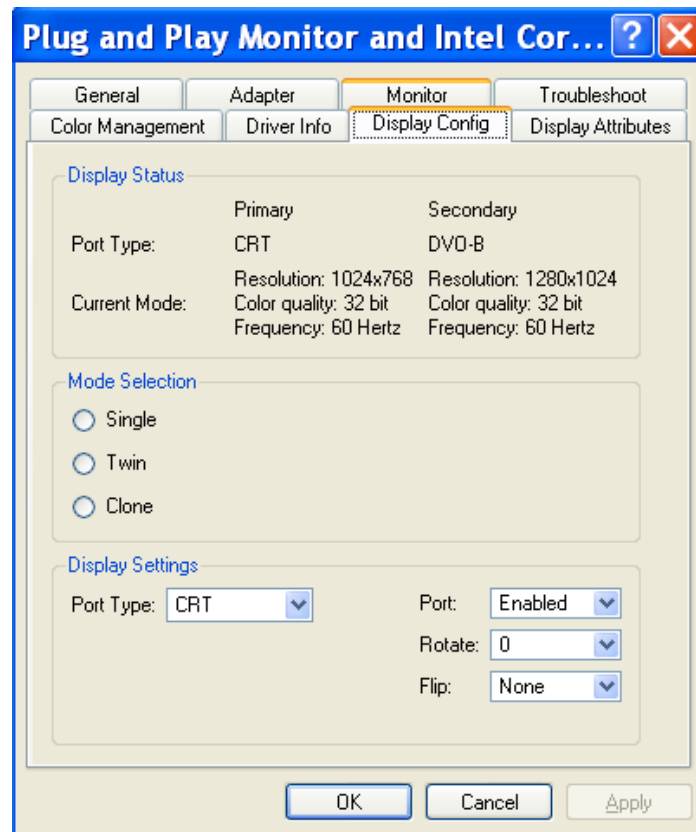 Plug and Play Monitor and Intel Cor... ?
General Adapter Monitor Troubleshoot
Color Management Driver Info Display Config Display Attributes
Display Status
Primary Secondary
Port Type: CRT DVO-B
Resolution: 1024x768 Resolution: 1280x1024
Current Mode: Color quality: 32 bit Color quality: 32 bit
Frequency: 60 Hertz Frequency: 60 Hertz
Mode Selection
Single
Twin
Clone
Display Settings
Port Type: CRT Port: Enabled
Rotate: 0
Flip: None
OK Cancel Apply